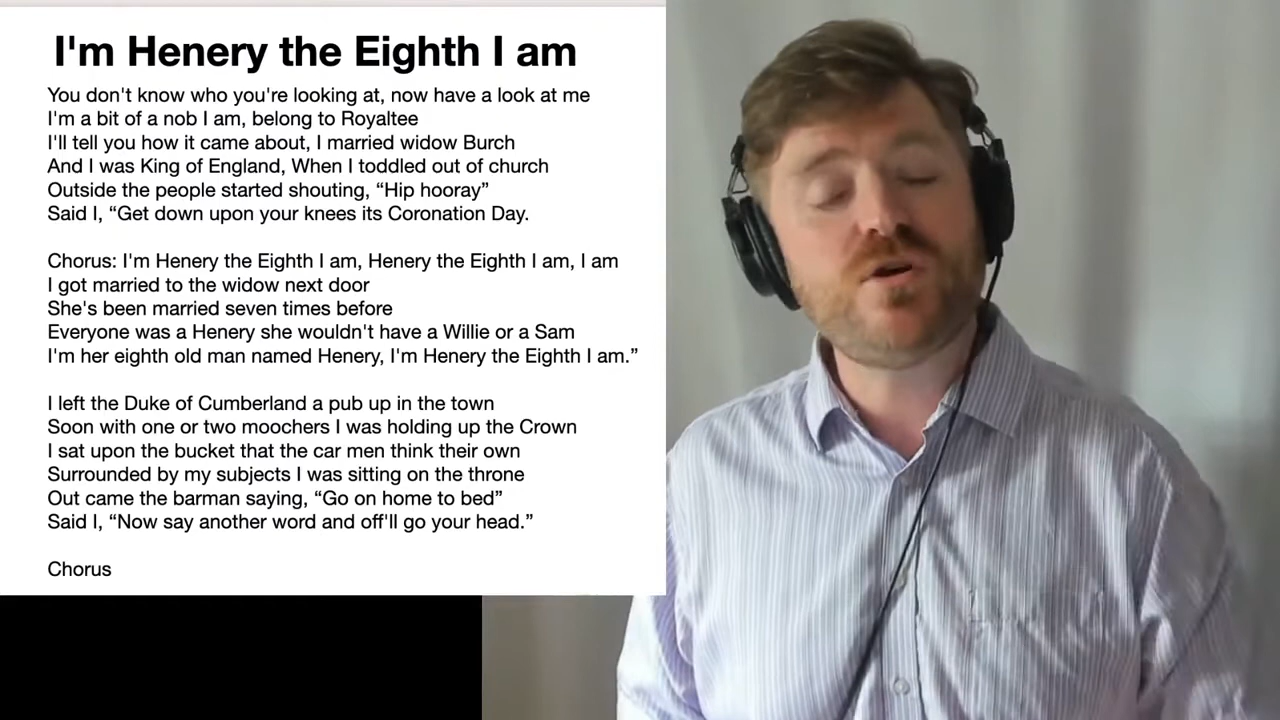 I'm Henery the Eighth I am
You don't know who you're looking at, now have a look at me
I'm a bit of a nob I am, belong to Royaltee
I'll tell you how it came about, I married widow Burch
And I was King of England, When I toddled out of church
Outside the people started shouting, “Hip hooray”
Said I, “Get down upon your knees its Coronation Day.
Chorus: I'm Henery the Eighth I am, Henery the Eighth I am, I am
I got married to the widow next door
She's been married seven times before
Everyone was a Henery she wouldn't have a Willie or a Sam
I'm her eighth old man named Henery, I'm Henery the Eighth I am.”
I left the Duke of Cumberland a pub up in the town
Soon with one or two moochers I was holding up the Crown
I sat upon the bucket that the car men think their own
Surrounded by my subjects I was sitting on the throne
Out came the barman saying, “Go on home to bed”
Said I, “Now say another word and off'll go your head.”
Chorus